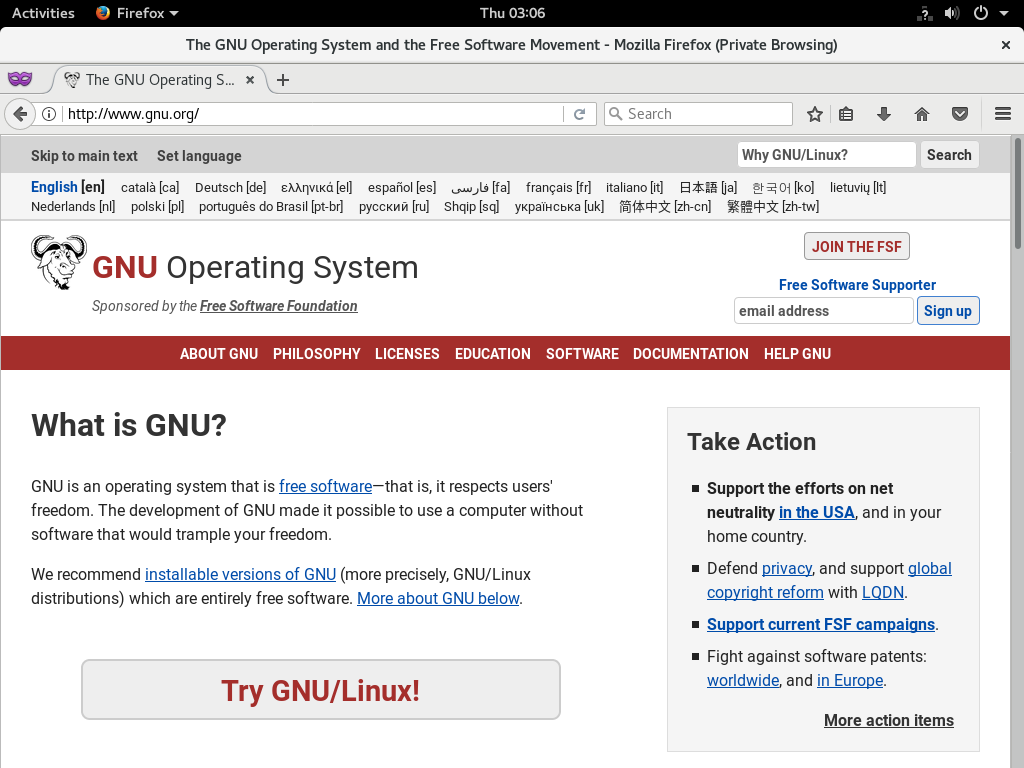 Activities Firefox Thu 03:06
The GNU Operating System and the Free Software Movement - Mozilla Firefox (Private Browsing)
The GNU Operating S...
http://www.gnu.org/ Search
Skip to main text Set language Why GNU/Linux? Search
English [en] català [ca] Deutsch [de] ελληνικά [el] español [es] فارسی [fa] français [fr] italiano [it] 日本語 [ja] 한국어 [ko] lietuvių [lt]
Nederlands [nl] polski [pl] português do Brasil [pt-br] русский [ru] Shqip [sq] українська [uk] 简体中文 [zh-cn] 繁體中文 [zh-tw]
JOIN THE FSF
GNU Operating System
Free Software Supporter
Sponsored by the Free Software Foundation
email address Sign up
ABOUT GNU PHILOSOPHY LICENSES EDUCATION SOFTWARE DOCUMENTATION HELP GNU
What is GNU?
GNU is an operating system that is free software—that is, it respects users'
freedom. The development of GNU made it possible to use a computer without
software that would trample your freedom.
We recommend installable versions of GNU (more precisely, GNU/Linux
distributions) which are entirely free software. More about GNU below.
Try GNU/Linux!
Take Action
Support the efforts on net
neutrality in the USA, and in your
home country.
Defend privacy, and support global
copyright reform with LQDN.
Support current FSF campaigns.
Fight against software patents:
worldwide, and in Europe.
More action items